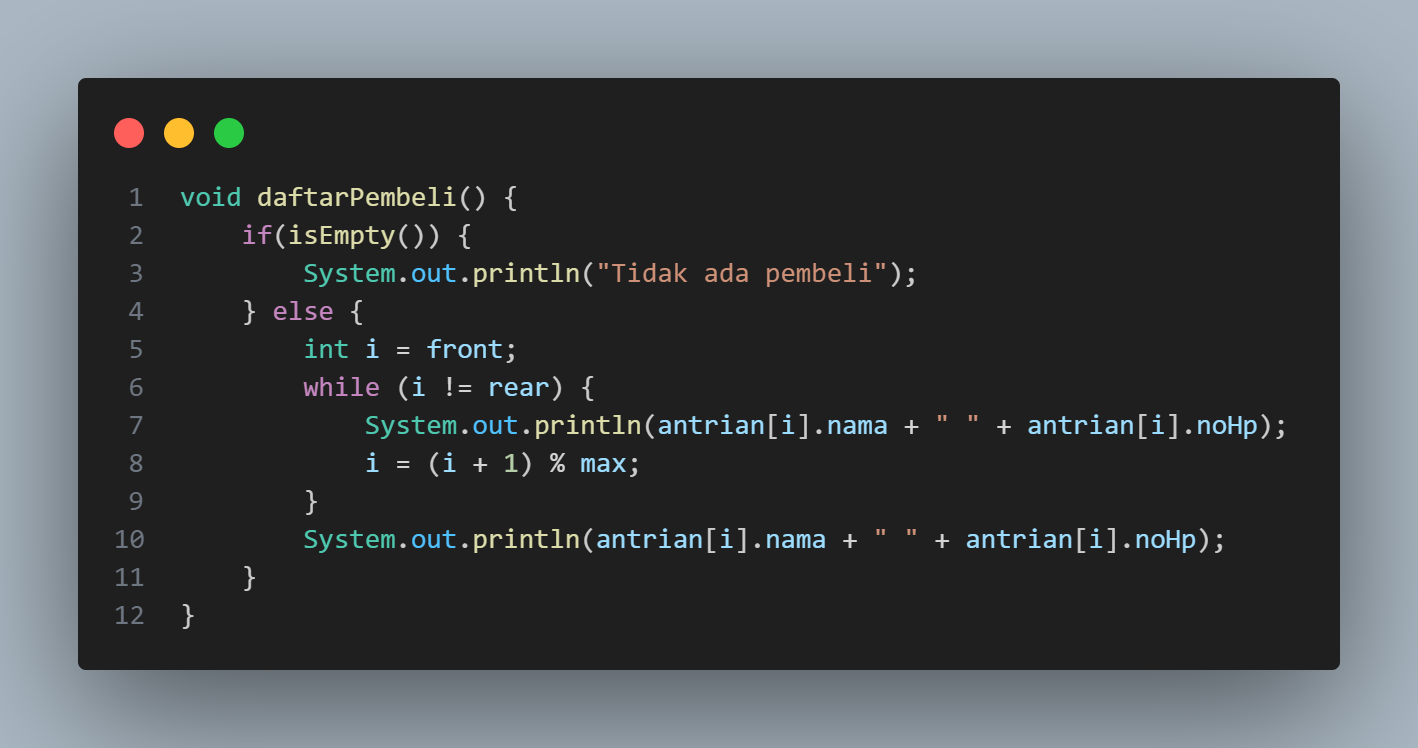 1 void daftarPembeli() {
2     if(isEmpty()) {
3         System.out.println("Tidak ada pembeli");
4     } else {
5         int i = front;
6         while (i != rear) {
7             System.out.println(antrian[i].nama + " " + antrian[i].noHp);
8             i = (i + 1) % max;
9         }
10         System.out.println(antrian[i].nama + " " + antrian[i].noHp);
11     }
12 }